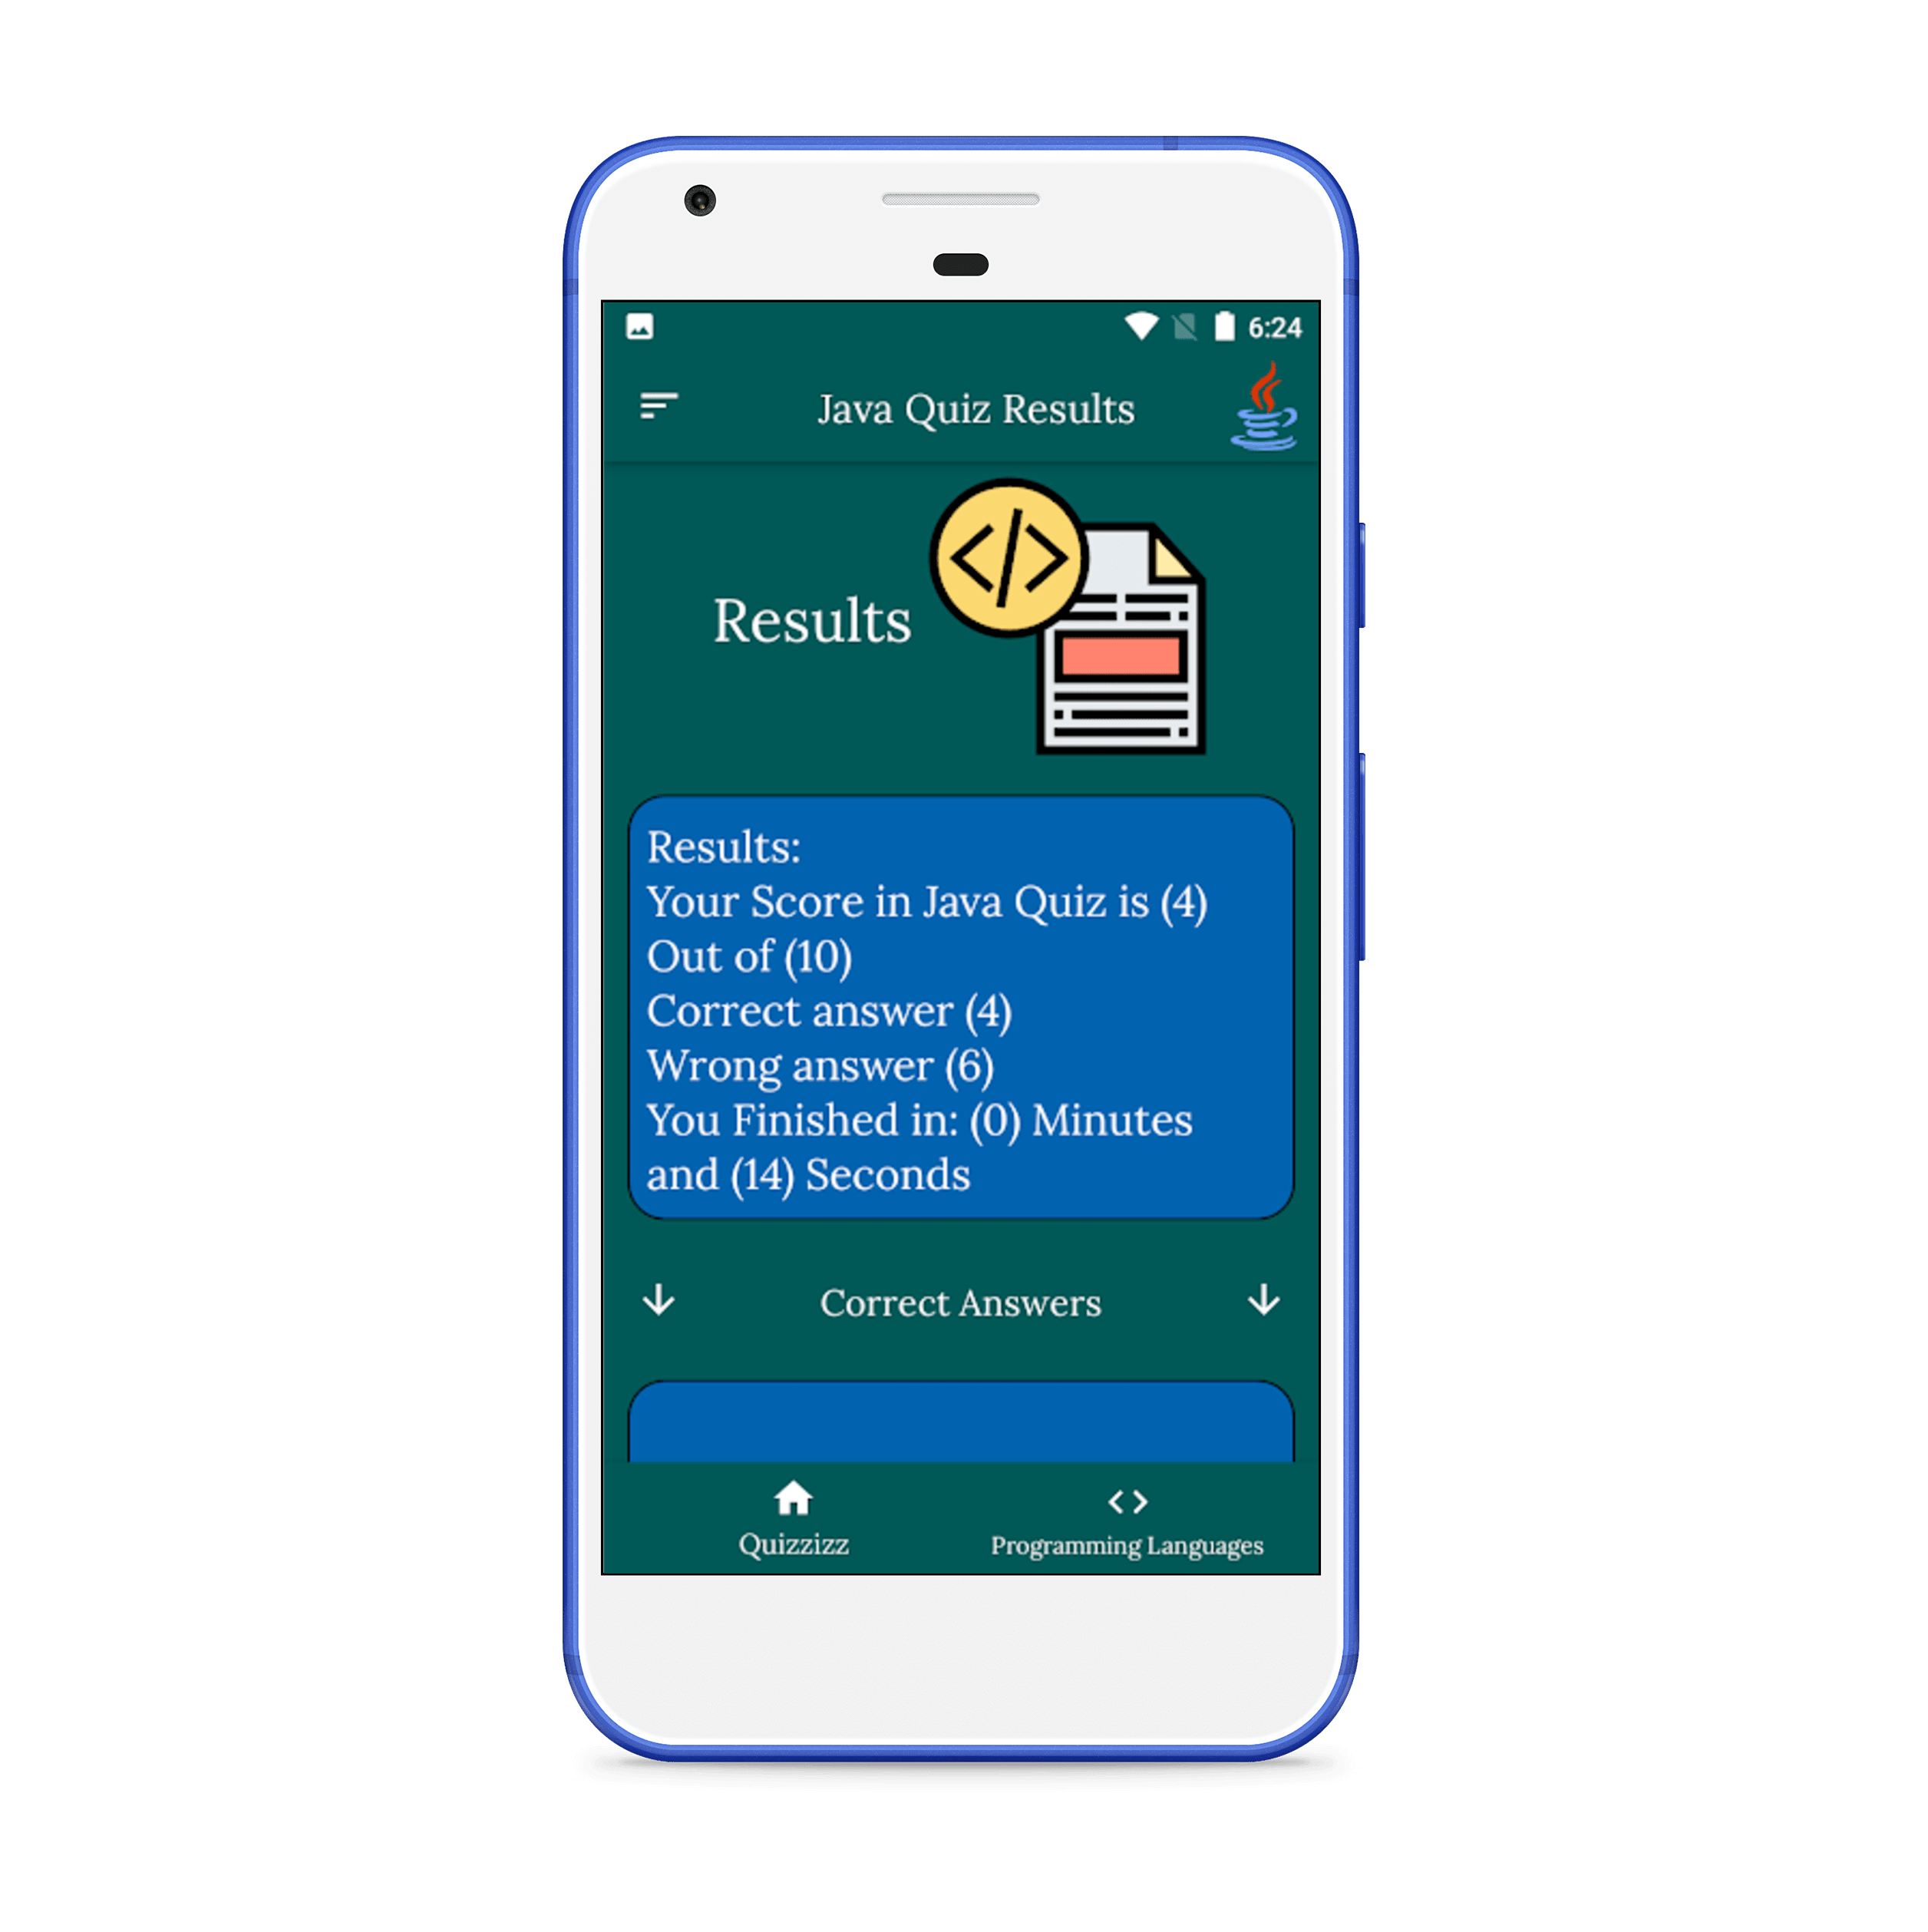 6:24
Java Quiz Results
Results
Results:
Your Score in Java Quiz is (4)
Out of (10)
Correct answer (4)
Wrong answer (6)
You Finished in: (0) Minutes
and (14) Seconds
Correct Answers
Quizzizz
Programming Languages